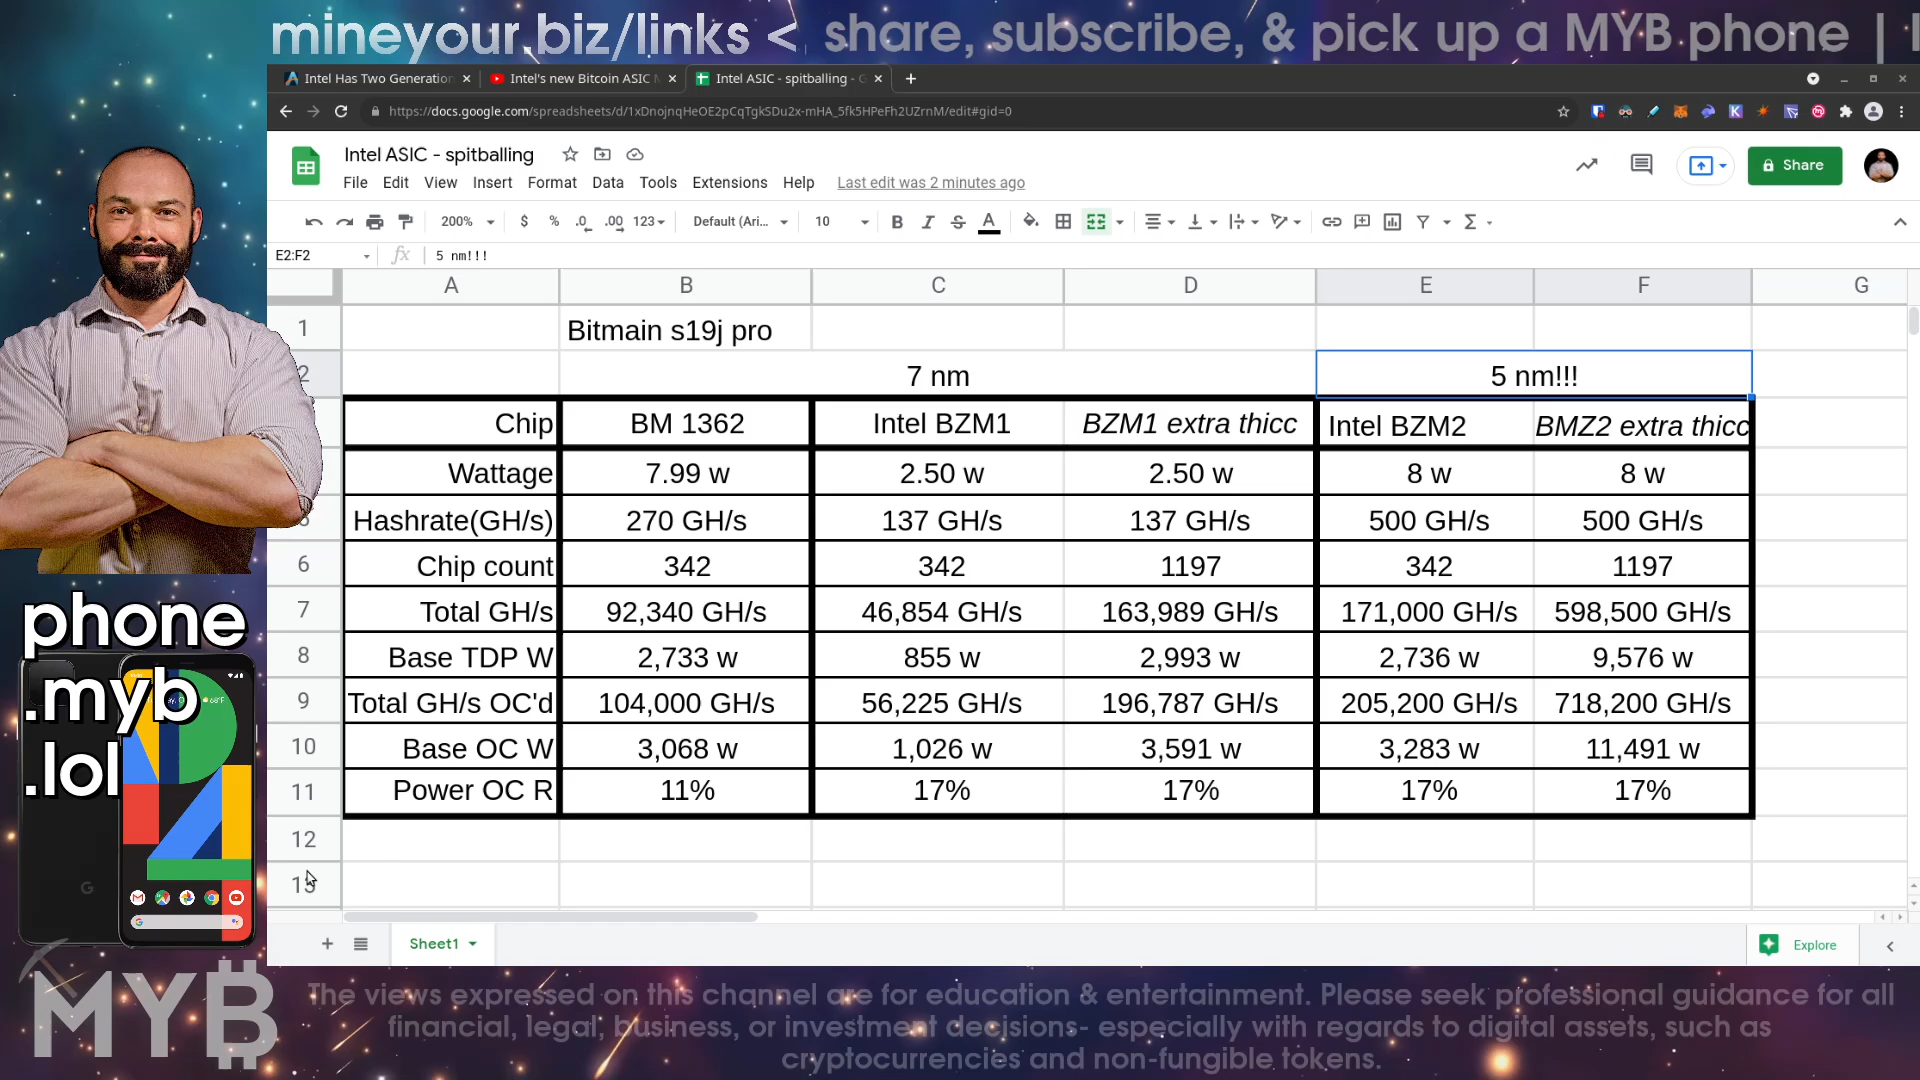 mineyour.biz/links < share, subscribe, & pick up a MYB phone |
Intel Has Two Generation
Intel's new Bitcoin ASIC
Intel ASIC - spitballing -
https://docs.google.com/spreadsheets/d/1xDnojnqHeOE2pCqTgkSDu2x-mHA_5fk5HPeFh2UZrnM/edit#gid=0
Intel ASIC - spitballing
Share
File Edit View Insert Format Data Tools Extensions Help Last edit was 2 minutes ago
200% $ % .0 .00 123 Default (Ari... 10 B I S A
E2:F2 fx 5 nm!!!
A B C D E F G
1 Bitmain s19j pro
2 7 nm 5 nm!!!
Chip BM 1362 Intel BZM1 BZM1 extra thicc Intel BZM2 BMZ2 extra thicc
Wattage 7.99 w 2.50 w 2.50 w 8 w 8 w
Hashrate(GH/s) 270 GH/s 137 GH/s 137 GH/s 500 GH/s 500 GH/s
6 Chip count 342 342 1197 342 1197
7 Total GH/s 92,340 GH/s 46,854 GH/s 163,989 GH/s 171,000 GH/s 598,500 GH/s
8 Base TDP W 2,733 w 855 w 2,993 w 2,736 w 9,576 w
9 Total GH/s OC'd 104,000 GH/s 56,225 GH/s 196,787 GH/s 205,200 GH/s 718,200 GH/s
10 Base OC W 3,068 w 1,026 w 3,591 w 3,283 w 11,491 w
11 Power OC R 11% 17% 17% 17% 17%
12
13
Sheet1
Explore
phone
.myb
.lol
MYB
The views expressed on this channel are for education & entertainment. Please seek professional guidance for all
financial, legal, business, or investment decisions- especially with regards to digital assets, such as
cryptocurrencies and non-fungible tokens.